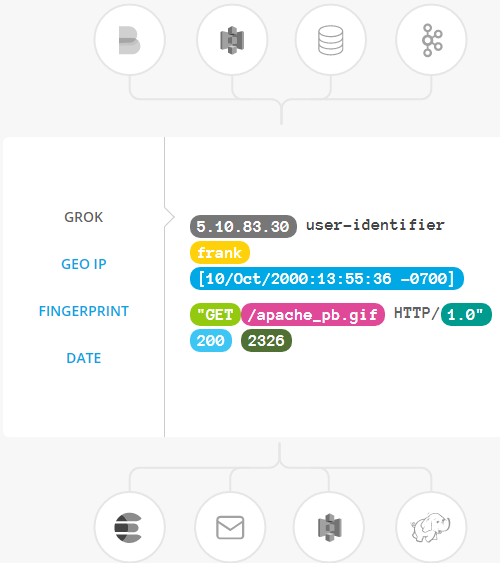 GROK
GEO IP
FINGERPRINT
DATE
5.10.83.30 user-identifier
frank
[10/Oct/2000:13:55:36 -0700]
"GET /apache_pb.gif HTTP/1.0"
200 2326